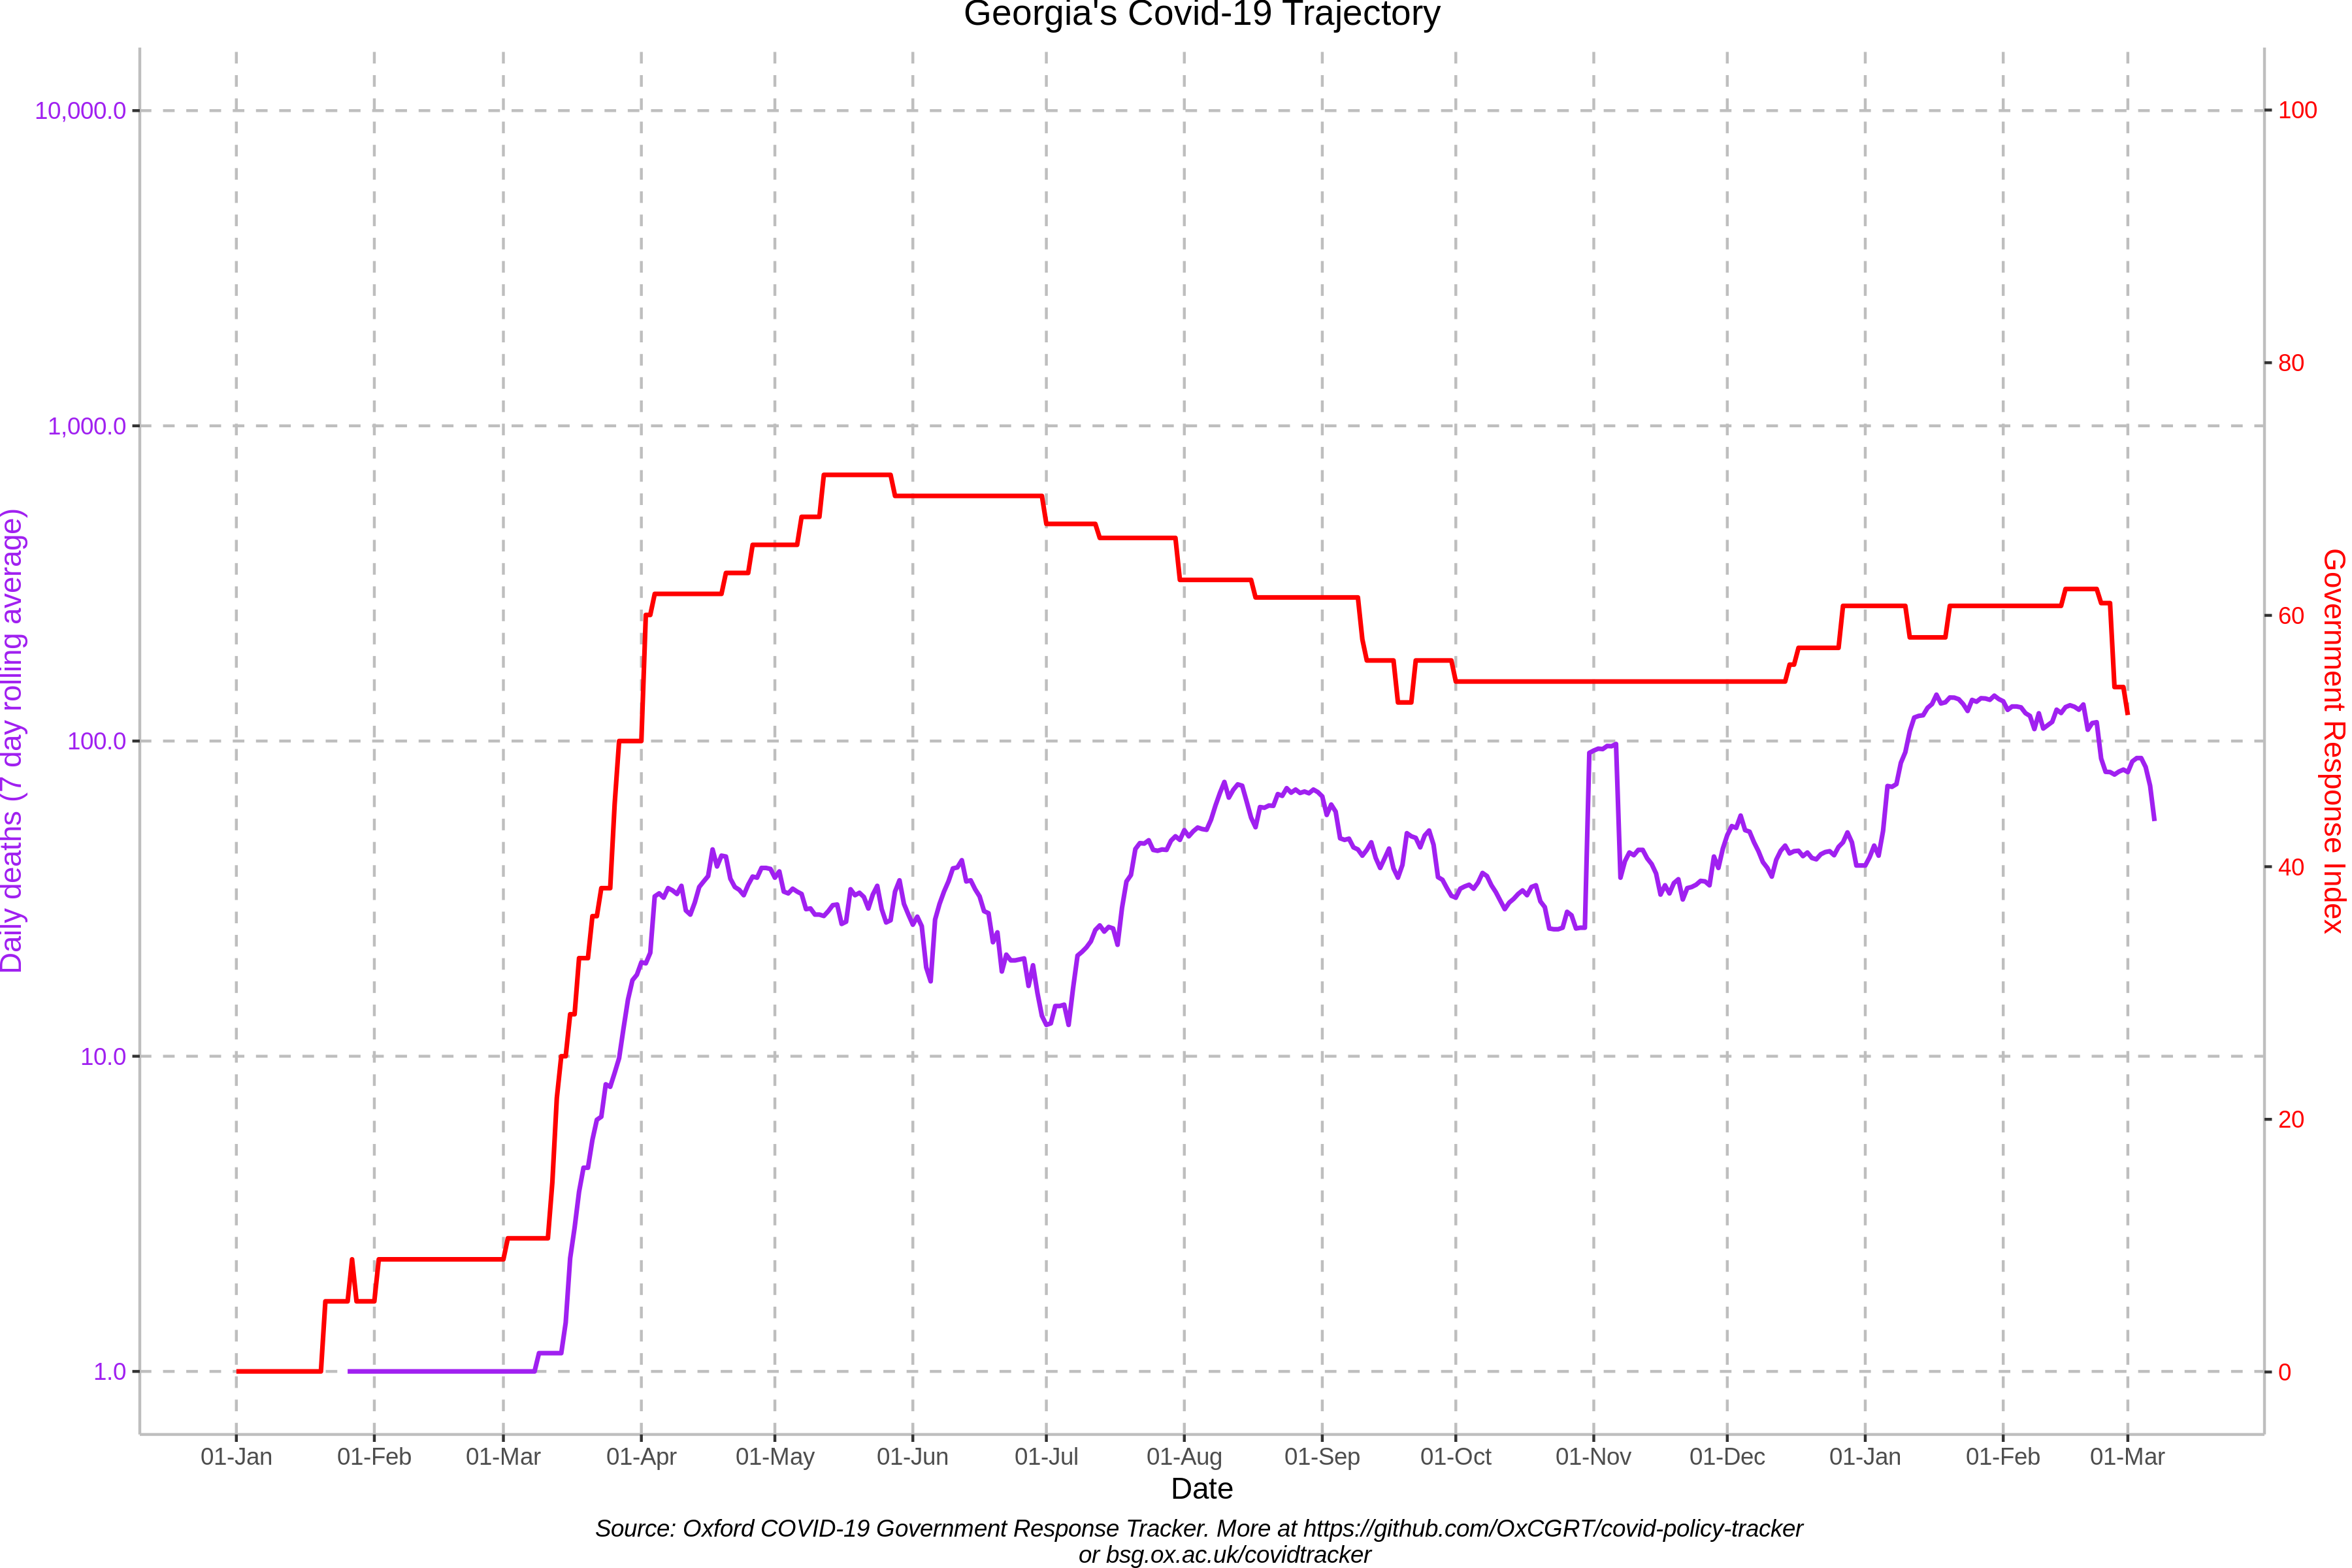 Georgia's Covid-19 Trajectory
10,000.0
1,000.0
100.0
10.0
1.0
Daily deaths (7 day rolling average)
100
80
60
40
20
0
Government Response Index
01-Jan 01-Feb 01-Mar 01-Apr 01-May 01-Jun 01-Jul 01-Aug 01-Sep 01-Oct 01-Nov 01-Dec 01-Jan 01-Feb 01-Mar
Date
Source: Oxford COVID-19 Government Response Tracker. More at https://github.com/OxCGRT/covid-policy-tracker
or bsg.ox.ac.uk/covidtracker